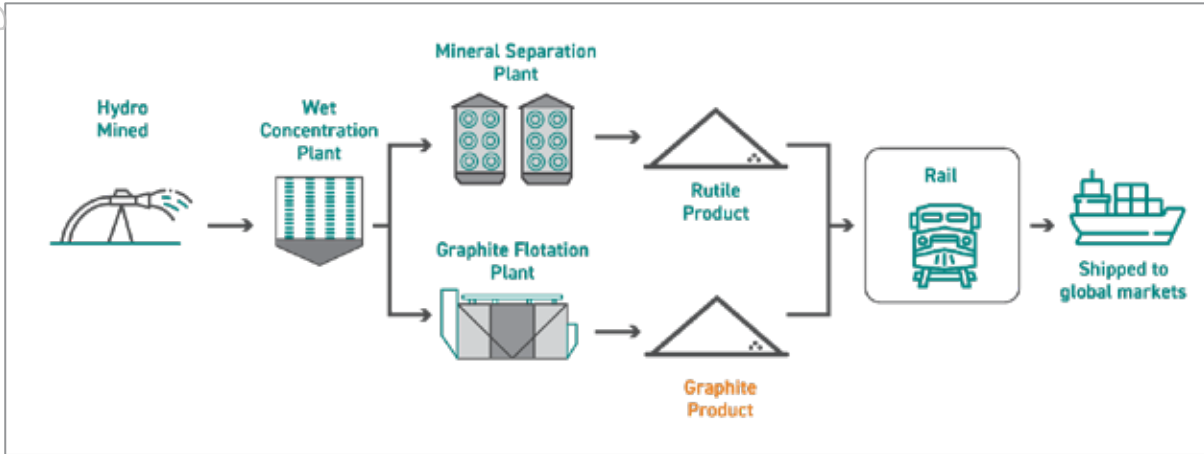 Hydro
Mined
Wet
Concentration
Plant
Mineral Separation
Plant
Rutile
Product
Graphite Flotation
Plant
Graphite
Product
Rail
Shipped to
global markets